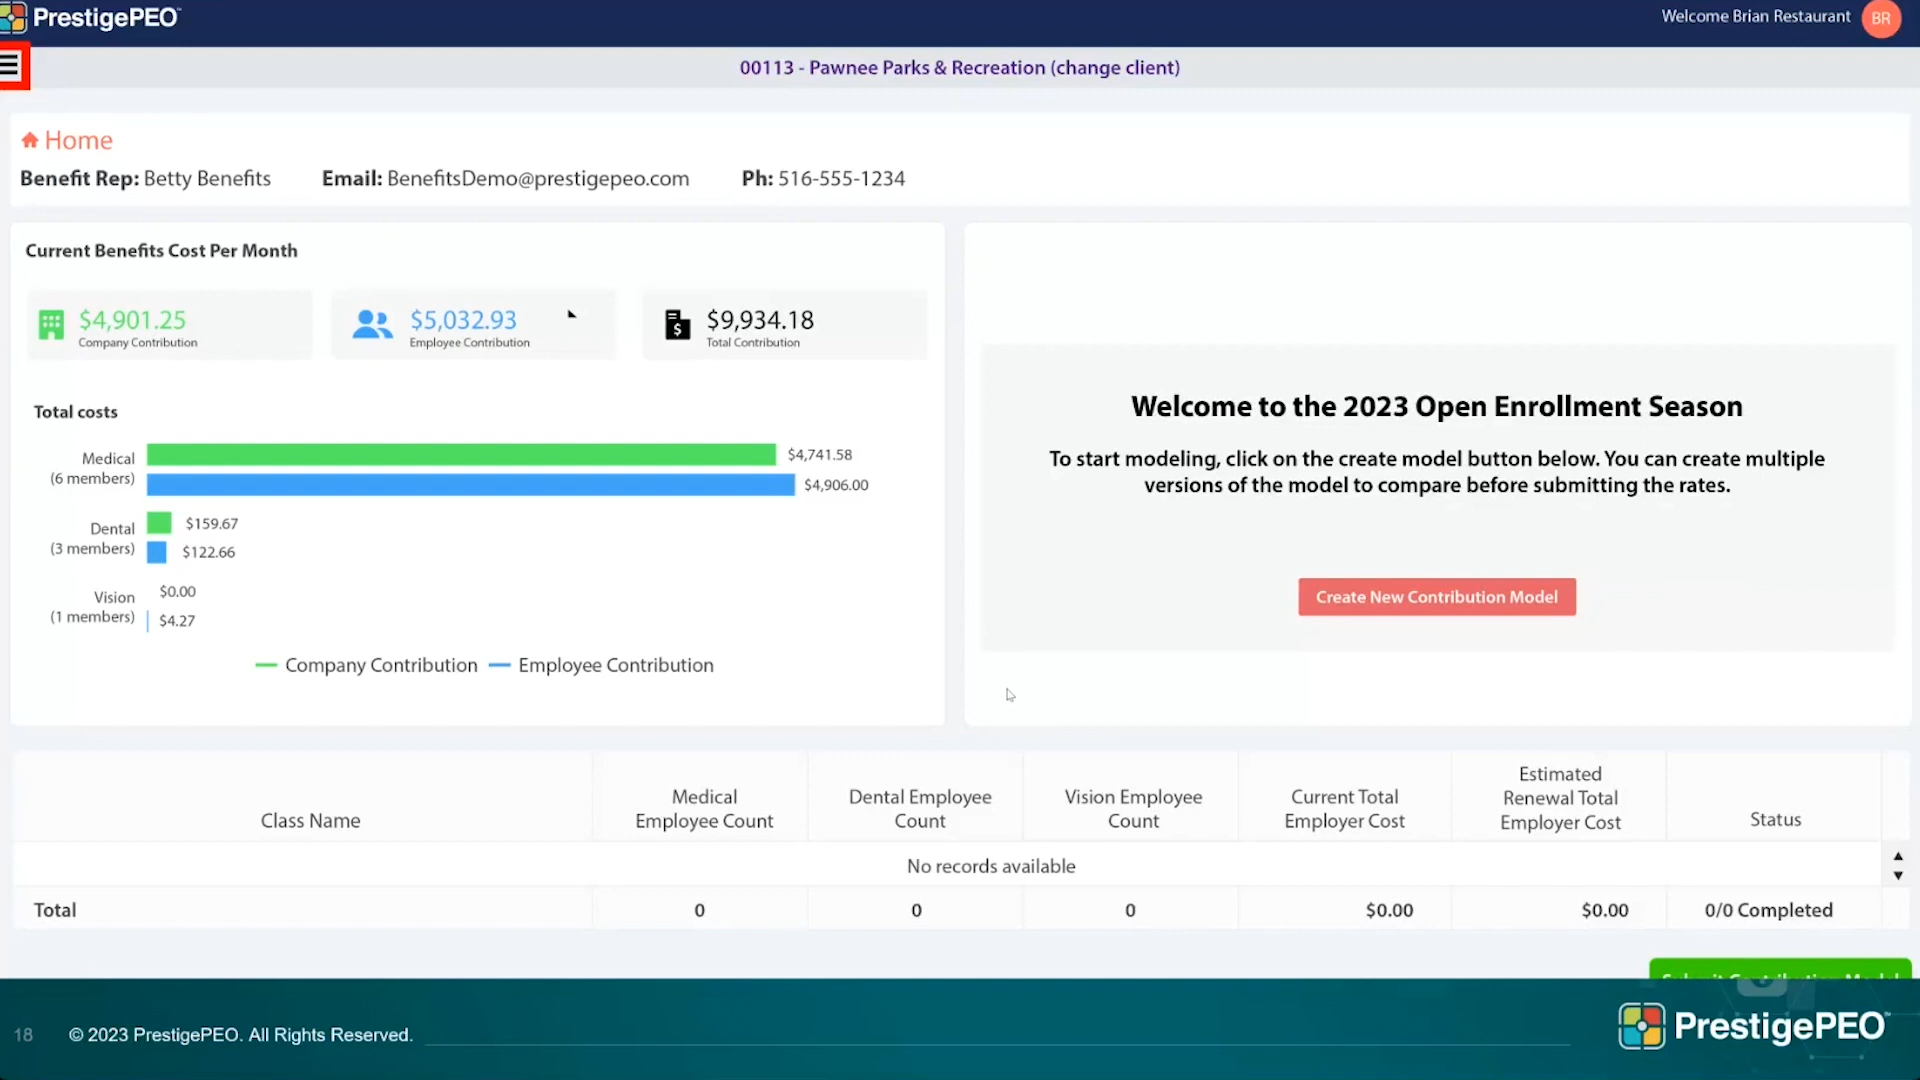 PrestigePEO
Welcome Brian Restaurant
BR
00113 - Pawnee Parks & Recreation (change client)
Home
Benefit Rep: Betty Benefits
Email: BenefitsDemo@prestigepeo.com
Ph: 516-555-1234
Current Benefits Cost Per Month
$4,901.25
Company Contribution
$5,032.93
Employee Contribution
$9,934.18
Total Contribution
Total costs
Medical
(6 members)
$4,741.58
$4,906.00
Dental
(3 members)
$159.67
$122.66
Vision
(1 members)
$0.00
$4.27
Company Contribution
Employee Contribution
Welcome to the 2023 Open Enrollment Season
To start modeling, click on the create model button below. You can create multiple
versions of the model to compare before submitting the rates.
Create New Contribution Model
Class Name
Medical
Employee Count
Dental Employee
Count
Vision Employee
Count
Current Total
Employer Cost
Estimated
Renewal Total
Employer Cost
Status
No records available
Total
0
0
0
$0.00
$0.00
0/0 Completed
Submit Contribution Model
18
© 2023 PrestigePEO. All Rights Reserved.
PrestigePEO